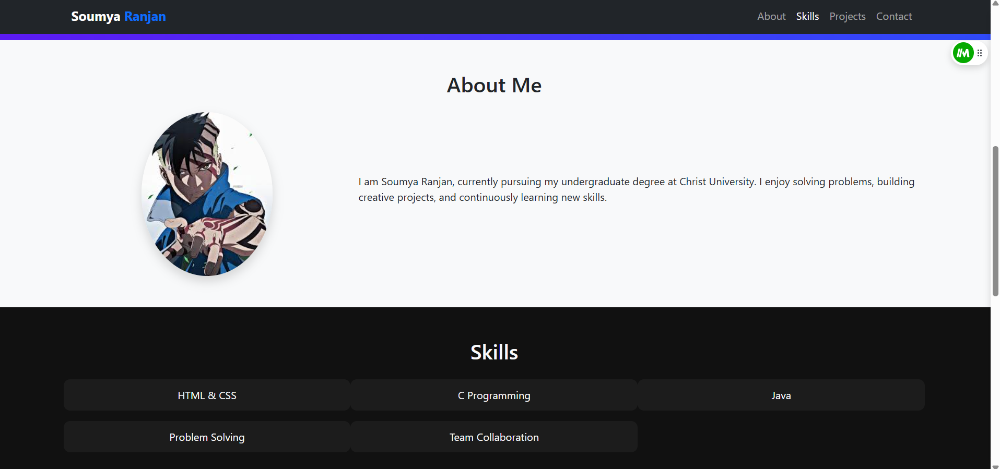 Soumya Ranjan
About Skills Projects Contact
About Me
I am Soumya Ranjan, currently pursuing my undergraduate degree at Christ University. I enjoy solving problems, building
creative projects, and continuously learning new skills.
Skills
HTML & CSS
C Programming
Java
Problem Solving
Team Collaboration